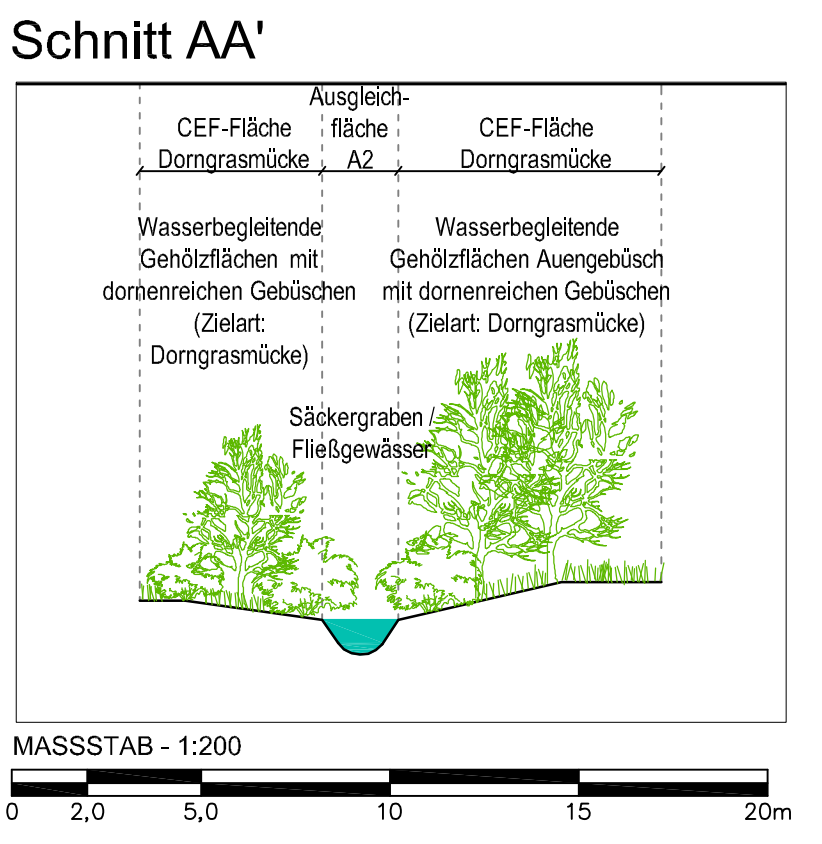 Schnitt AA'
CEF-Fläche
Dorngrasmücke
Ausgleich-
fläche
A2
CEF-Fläche
Dorngrasmücke
Wasserbegleitende
Gehölzflächen mit
dornenreichen Gebüschen
(Zielart:
Dorngrasmücke)
Wasserbegleitende
Gehölzflächen Auengebüsch
mit dornenreichen Gebüschen
(Zielart: Dorngrasmücke)
Säckergraben /
Fließgewässer
MASSSTAB - 1:200
0 2,0 5,0 10 15 20m